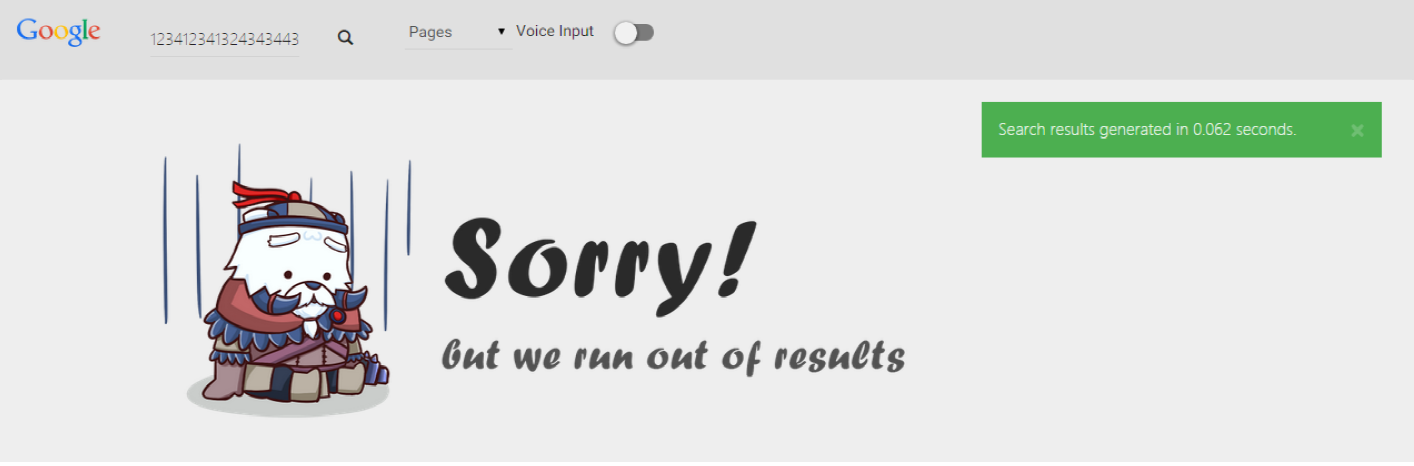 Google
123412341324343443
Pages
Voice Input
Search results generated in 0.062 seconds.
Sorry!
but we run out of results